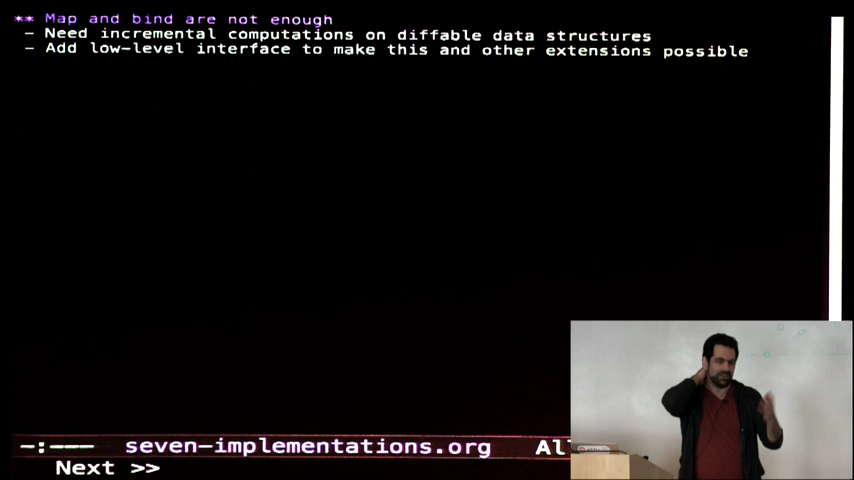 ** Map and bind are not enough
- Need incremental computations on diffable data structures
- Add low-level interface to make this and other extensions possible
-:--- seven-implementations.org Al
Next >>